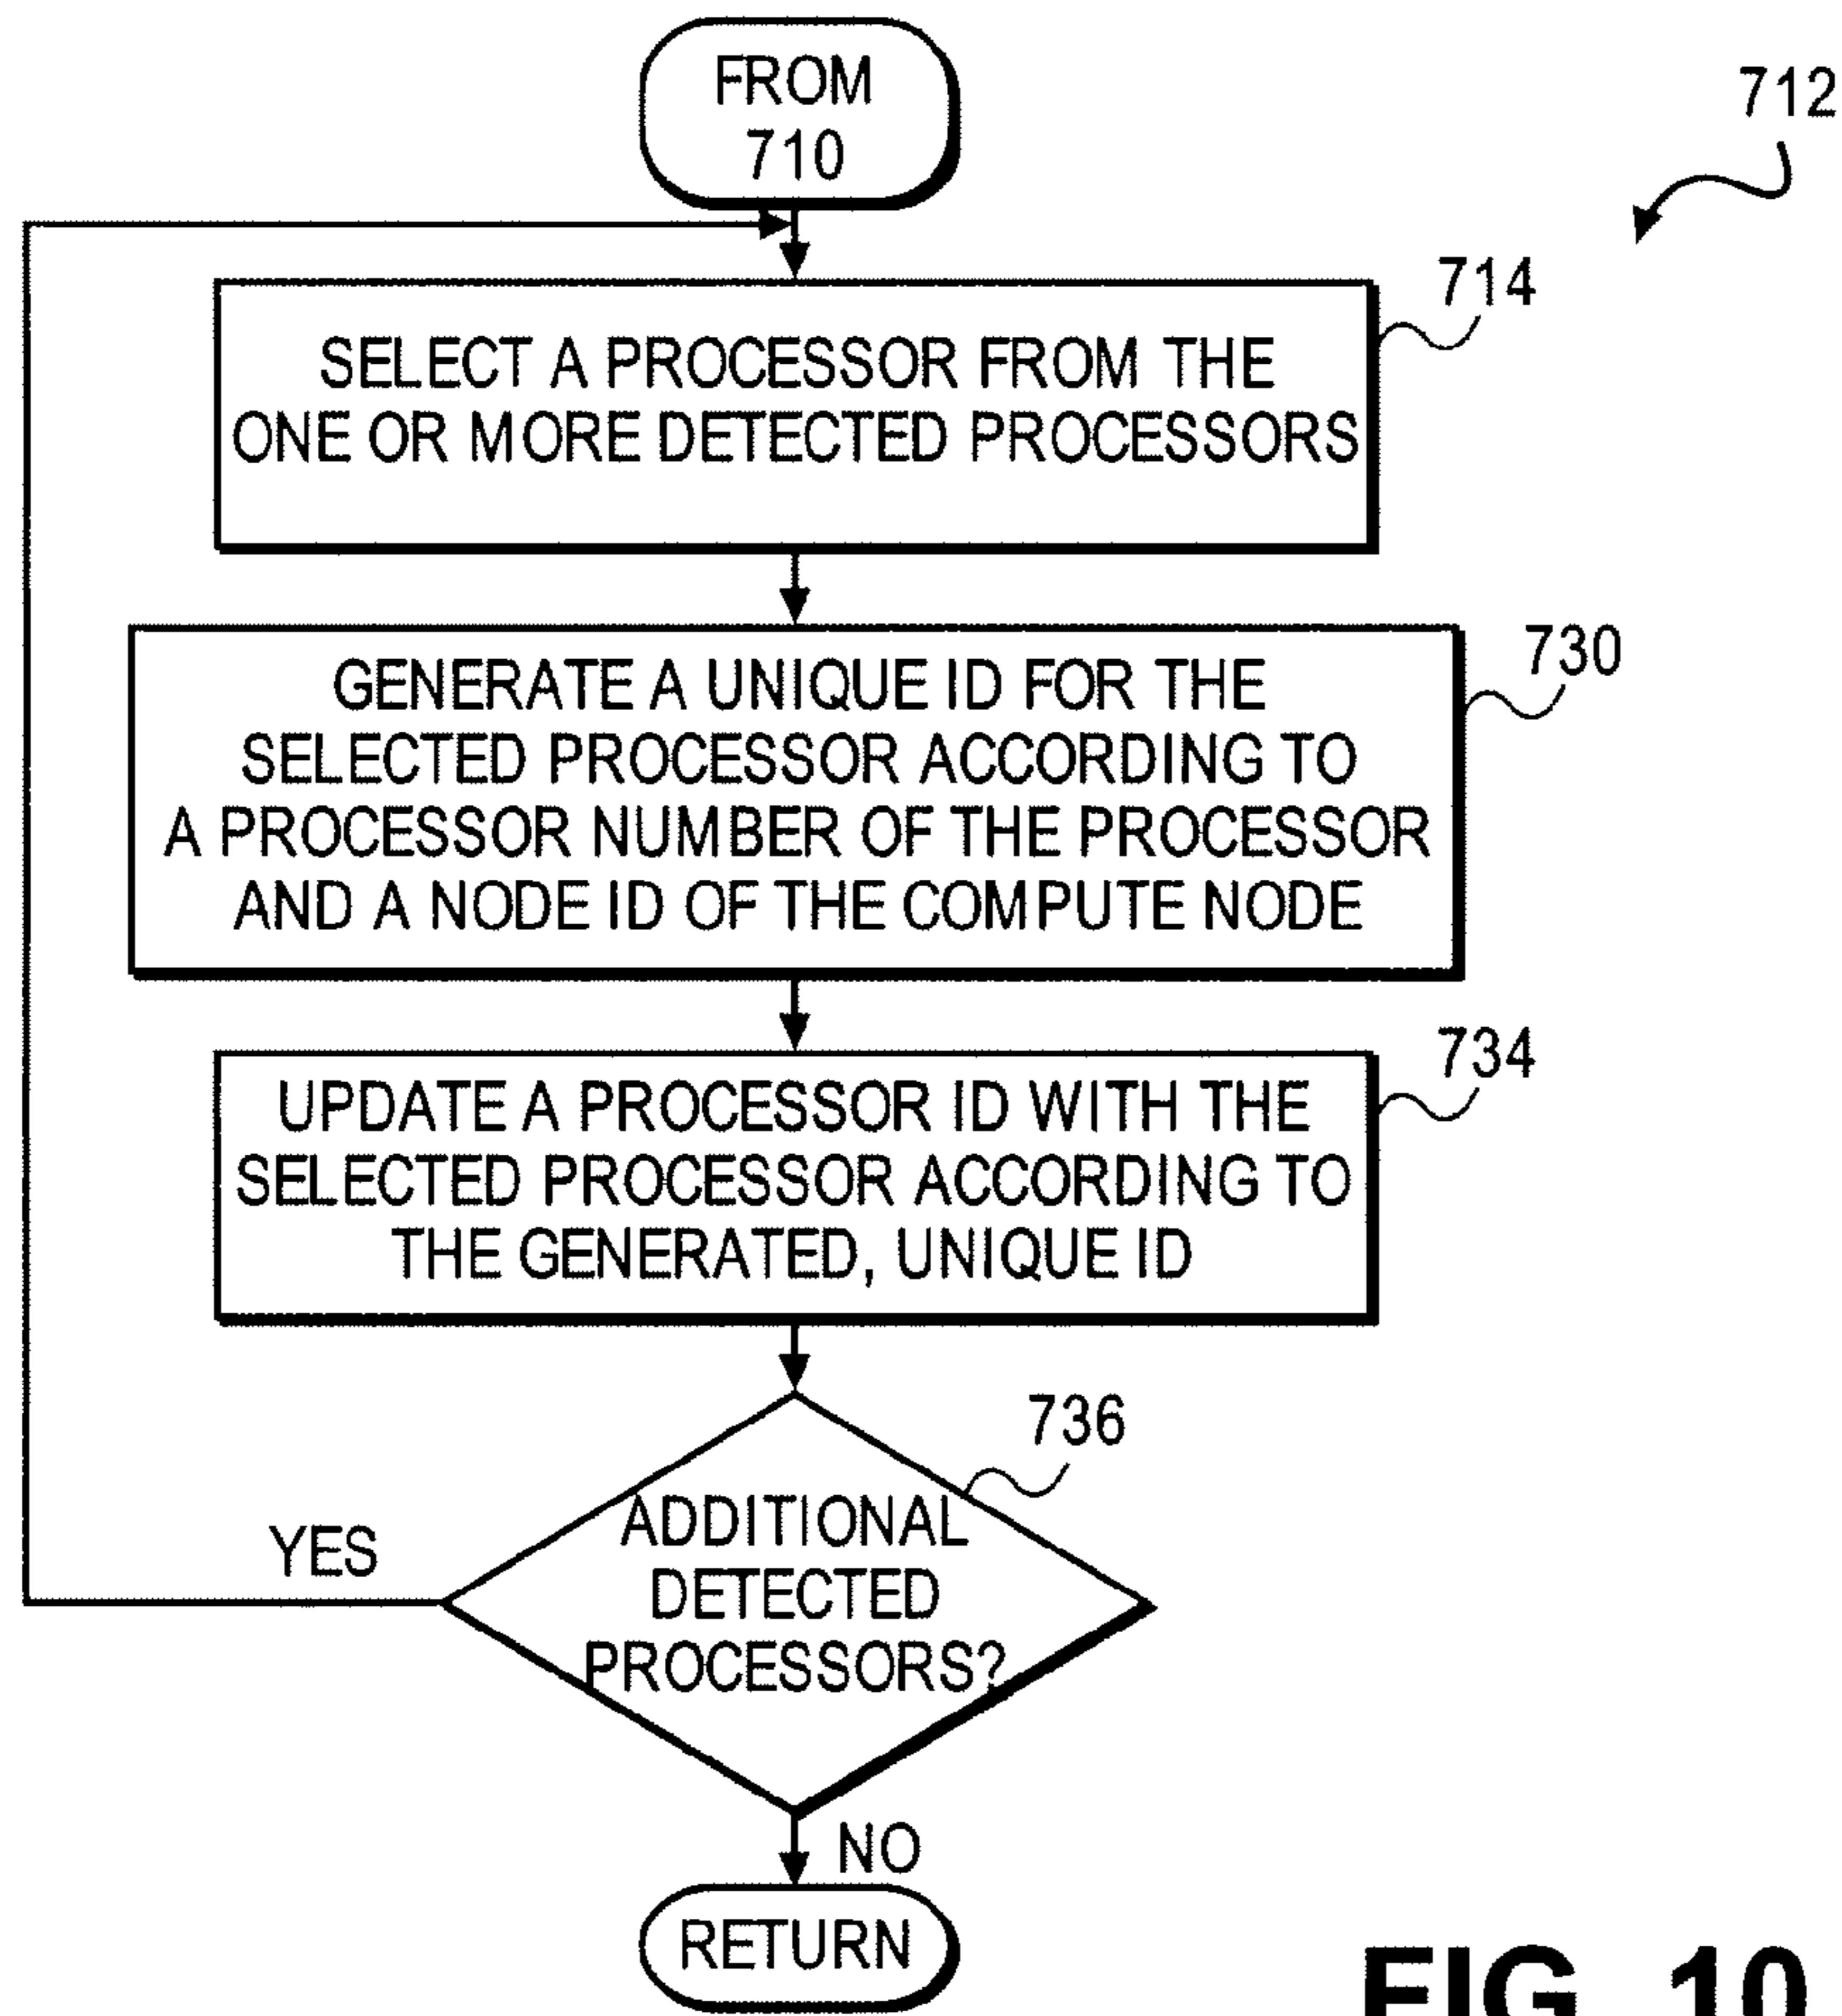 FROM
710
712
714
SELECT A PROCESSOR FROM THE
ONE OR MORE DETECTED PROCESSORS
730
GENERATE A UNIQUE ID FOR THE
SELECTED PROCESSOR ACCORDING TO
A PROCESSOR NUMBER OF THE PROCESSOR
AND A NODE ID OF THE COMPUTE NODE
734
UPDATE A PROCESSOR ID WITH THE
SELECTED PROCESSOR ACCORDING TO
THE GENERATED, UNIQUE ID
736
ADDITIONAL
DETECTED
PROCESSORS?
YES
NO
RETURN
FIG. 10